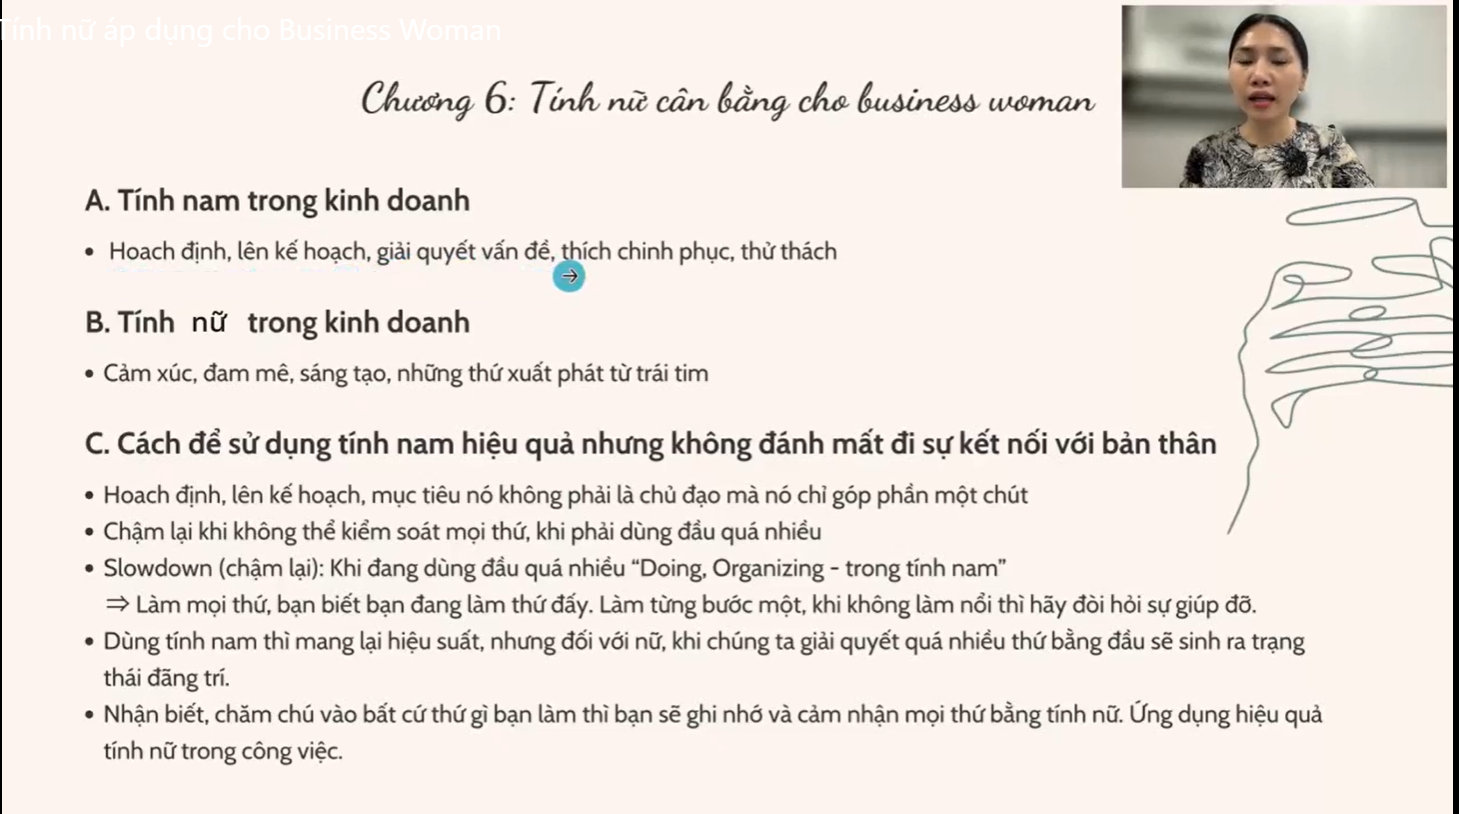 Tính nữ áp dụng cho Business Woman
Chương 6: Tính nữ cân bằng cho business woman
A. Tính nam trong kinh doanh
• Hoach định, lên kế hoạch, giải quyết vấn đề, thích chinh phục, thử thách
B. Tính nữ trong kinh doanh
• Cảm xúc, đam mê, sáng tạo, những thứ xuất phát từ trái tim
C. Cách để sử dụng tính nam hiệu quả nhưng không đánh mất đi sự kết nối với bản thân
• Hoach định, lên kế hoạch, mục tiêu nó không phải là chủ đạo mà nó chỉ góp phần một chút
• Chậm lại khi không thể kiểm soát mọi thứ, khi phải dùng đầu quá nhiều
• Slowdown (chậm lại): Khi đang dùng đầu quá nhiều “Doing, Organizing - trong tính nam”
⇒ Làm mọi thứ, bạn biết bạn đang làm thứ đấy. Làm từng bước một, khi không làm nổi thì hãy đòi hỏi sự giúp đỡ.
• Dùng tính nam thì mang lại hiệu suất, nhưng đối với nữ, khi chúng ta giải quyết quá nhiều thứ bằng đầu sẽ sinh ra trạng
thái đãng trí.
• Nhận biết, chăm chú vào bất cứ thứ gì bạn làm thì bạn sẽ ghi nhớ và cảm nhận mọi thứ bằng tính nữ. Ứng dụng hiệu quả
tính nữ trong công việc.